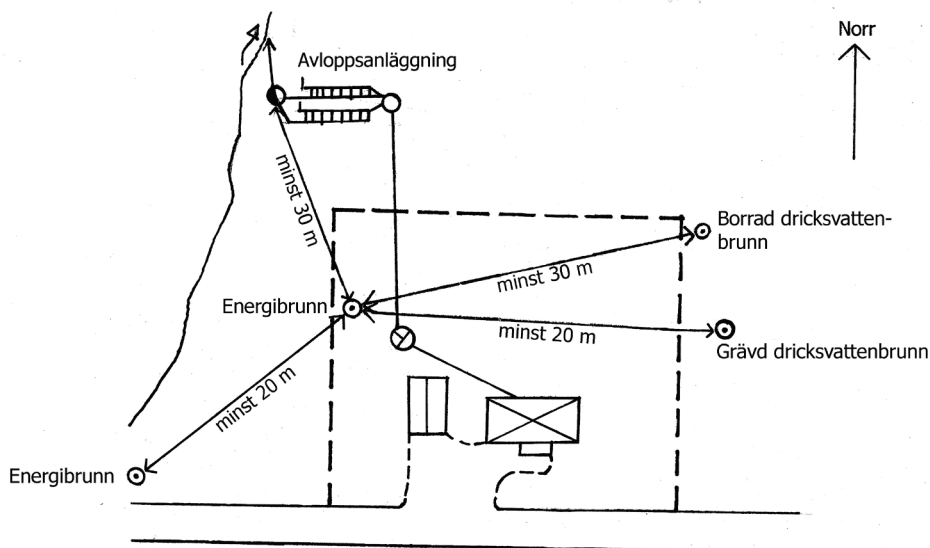 Norr
Avloppsanläggning
minst 30 m
Borrad dricksvatten-
brunn
minst 30 m
Energibrunn
minst 20 m
Grävd dricksvattenbrunn
minst 20 m
Energibrunn